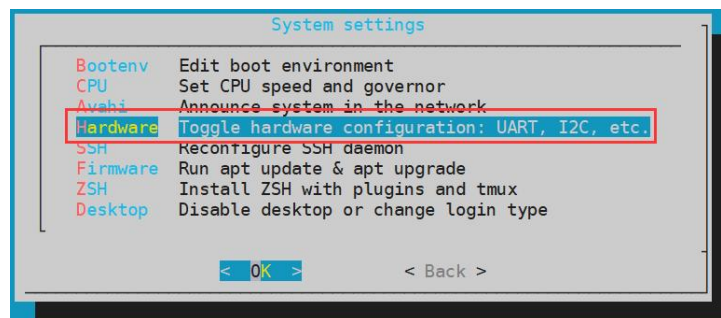 System settings
Bootenv Edit boot environment
CPU Set CPU speed and governor
Avahi Announce system in the network
Hardware Toggle hardware configuration: UART, I2C, etc.
SSH Reconfigure SSH daemon
Firmware Run apt update & apt upgrade
ZSH Install ZSH with plugins and tmux
Desktop Disable desktop or change login type
< OK > < Back >